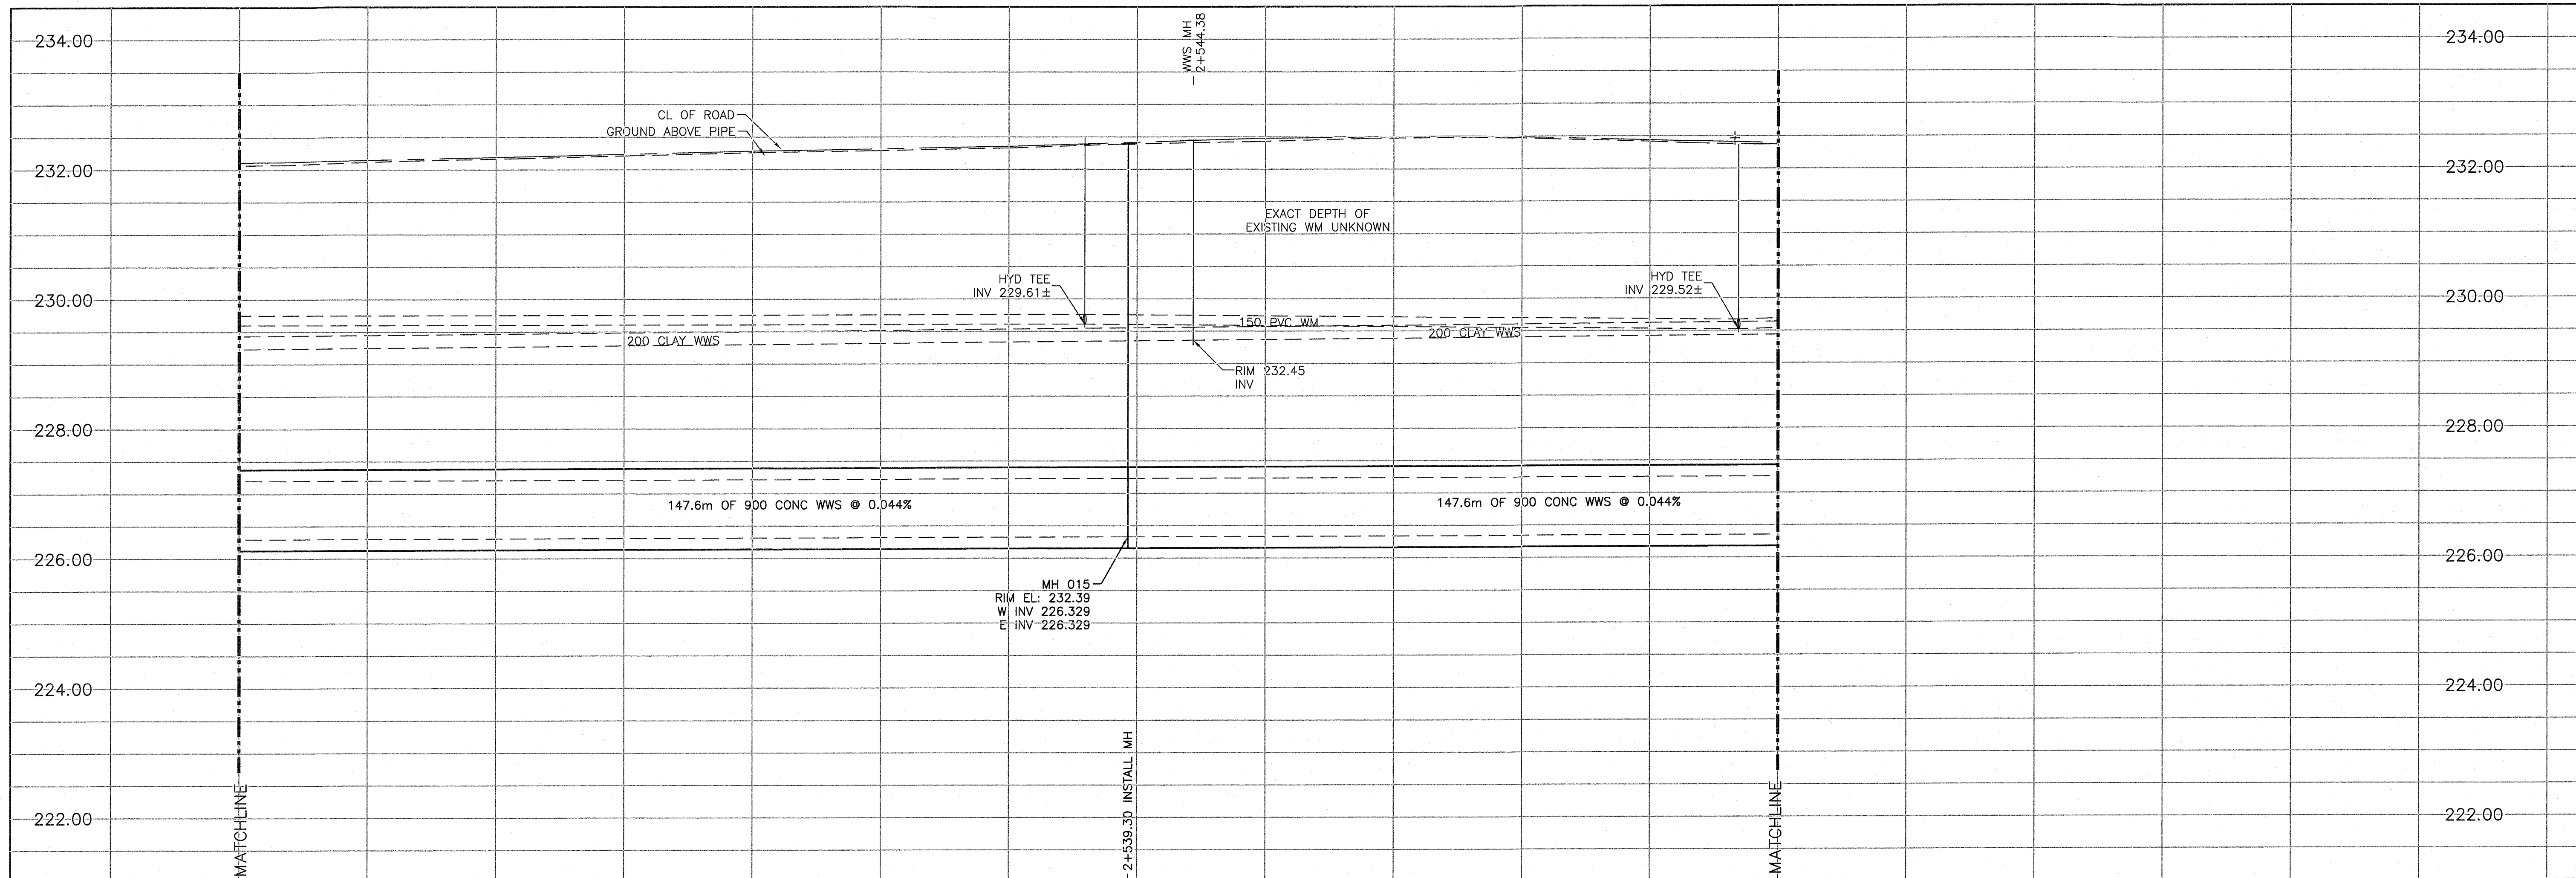 234.00
234.00
WWS MH
2+544.38
CL OF ROAD
GROUND ABOVE PIPE
232.00
232.00
EXACT DEPTH OF
EXISTING WM UNKNOWN
HYD TEE
INV 229.61±
HYD TEE
INV 229.52±
230.00
230.00
150 PVC WM
200 CLAY WWS
200 CLAY WWS
RIM 232.45
INV
228.00
228.00
147.6m OF 900 CONC WWS @ 0.044%
147.6m OF 900 CONC WWS @ 0.044%
226.00
226.00
MH 015
RIM EL: 232.39
W INV 226.329
E INV 226.329
224.00
224.00
2+539.30 INSTALL MH
222.00
222.00
MATCHLINE
MATCHLINE